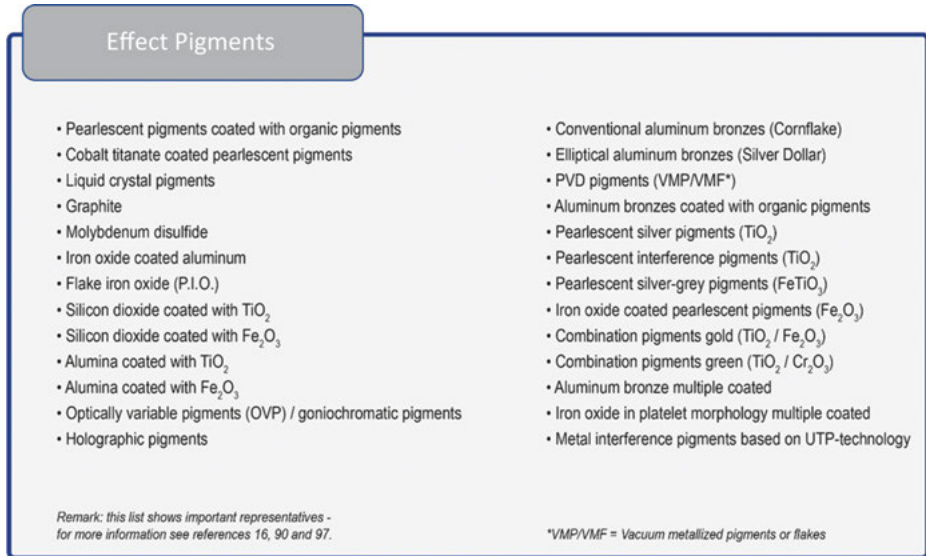 Effect Pigments
• Pearlescent pigments coated with organic pigments
• Cobalt titanate coated pearlescent pigments
• Liquid crystal pigments
• Graphite
• Molybdenum disulfide
• Iron oxide coated aluminum
• Flake iron oxide (P.I.O.)
• Silicon dioxide coated with TiO₂
• Silicon dioxide coated with Fe₂O₃
• Alumina coated with TiO₂
• Alumina coated with Fe₂O₃
• Optically variable pigments (OVP) / goniochromatic pigments
• Holographic pigments
Remark: this list shows important representatives -
for more information see references 16, 90 and 97.
• Conventional aluminum bronzes (Cornflake)
• Elliptical aluminum bronzes (Silver Dollar)
• PVD pigments (VMP/VMF*)
• Aluminum bronzes coated with organic pigments
• Pearlescent silver pigments (TiO₂)
• Pearlescent interference pigments (TiO₂)
• Pearlescent silver-grey pigments (FeTiO₃)
• Iron oxide coated pearlescent pigments (Fe₂O₃)
• Combination pigments gold (TiO₂ / Fe₂O₃)
• Combination pigments green (TiO₂ / Cr₂O₃)
• Aluminum bronze multiple coated
• Iron oxide in platelet morphology multiple coated
• Metal interference pigments based on UTP-technology
*VMP/VMF = Vacuum metallized pigments or flakes